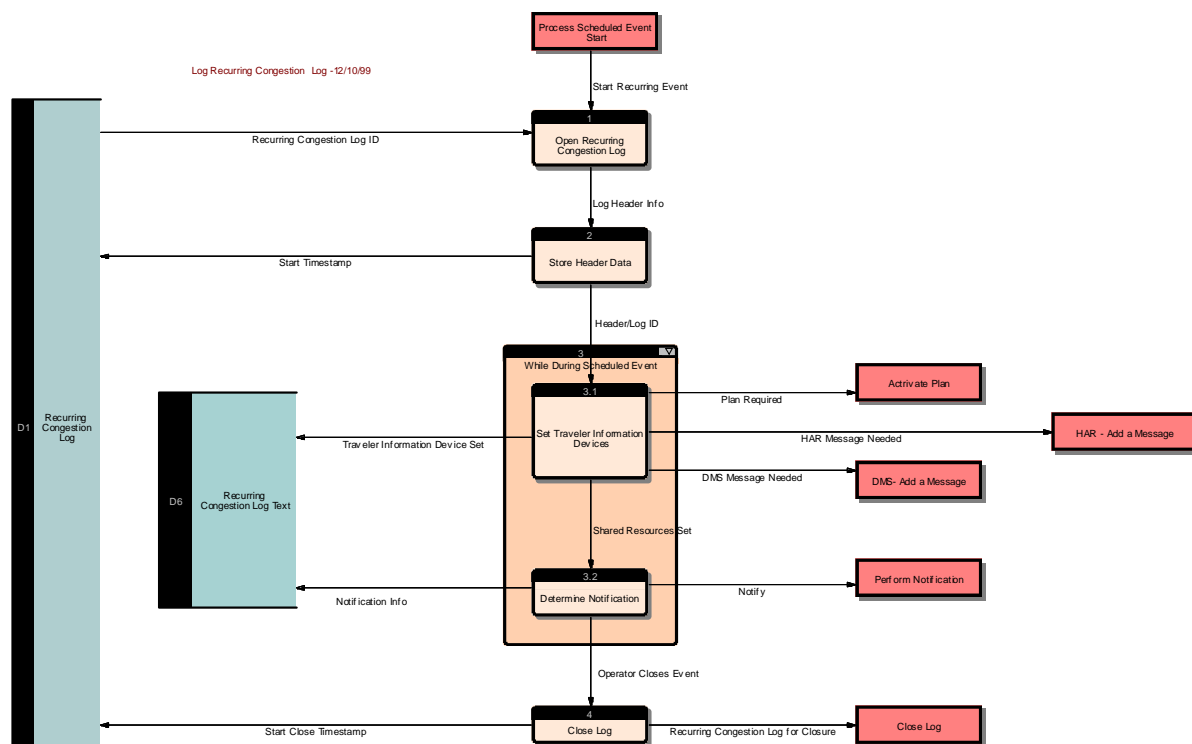 Process Scheduled Event
Start
Log Recurring Congestion Log -12/10/99
Start Recurring Event
1
Open Recurring
Congestion Log
Recurring Congestion Log ID
Log Header Info
2
Store Header Data
Start Timestamp
Header/Log ID
3
While During Scheduled Event
3.1
Set Traveler Information
Devices
Plan Required
Actrivate Plan
HAR Message Needed
HAR - Add a Message
DMS Message Needed
DMS- Add a Message
Traveler Information Device Set
D1
Recurring
Congestion
Log
D6
Recurring
Congestion Log Text
Shared Resources Set
3.2
Determine Notification
Notification Info
Notify
Perform Notification
Operator Closes Event
4
Close Log
Start Close Timestamp
Recurring Congestion Log for Closure
Close Log